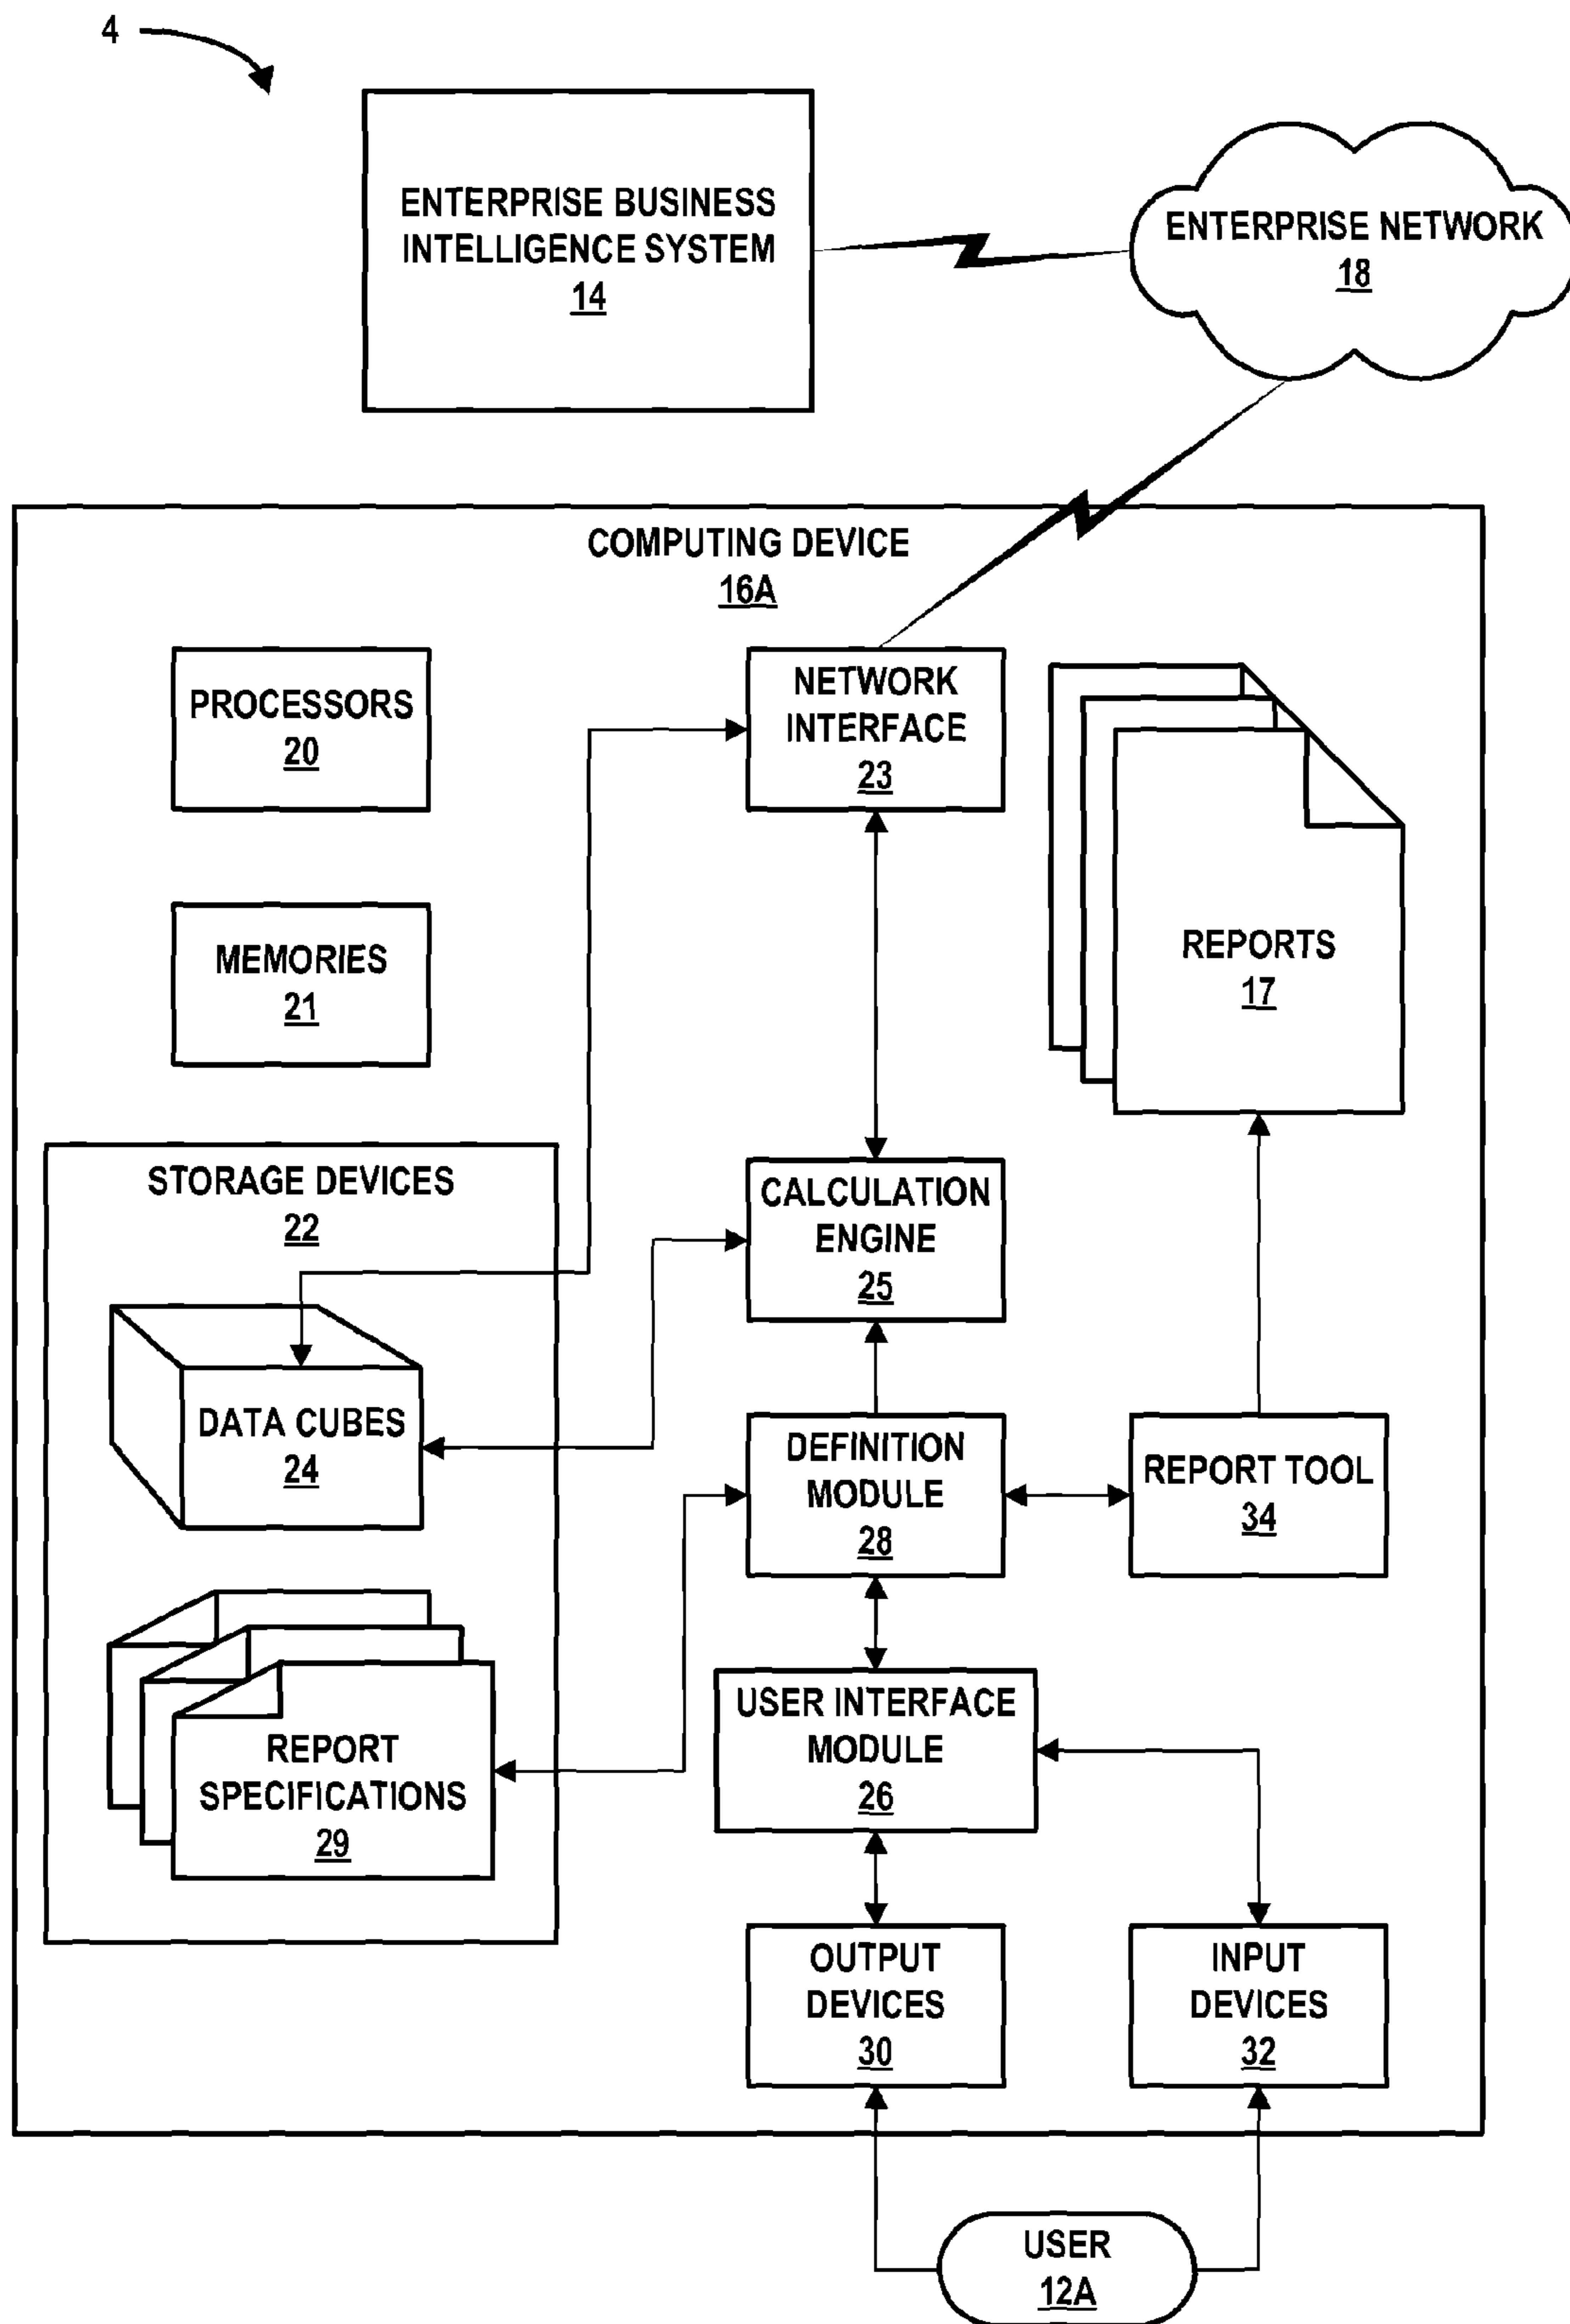 4
ENTERPRISE BUSINESS
INTELLIGENCE SYSTEM
14
ENTERPRISE NETWORK
18
COMPUTING DEVICE
16A
PROCESSORS
20
NETWORK
INTERFACE
23
MEMORIES
21
REPORTS
17
STORAGE DEVICES
22
CALCULATION
ENGINE
25
DATA CUBES
24
DEFINITION
MODULE
28
REPORT TOOL
34
REPORT
SPECIFICATIONS
29
USER INTERFACE
MODULE
26
OUTPUT
DEVICES
30
INPUT
DEVICES
32
USER
12A